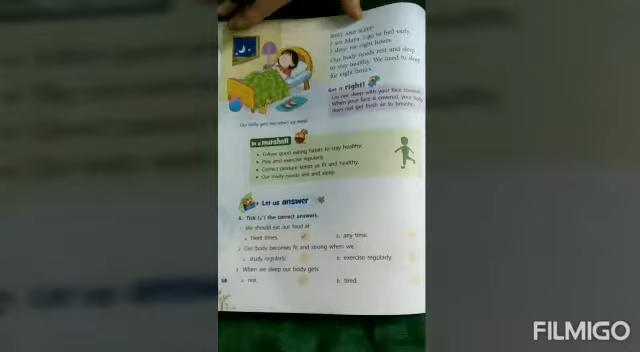 REST AND SLEEP
I am Maya. I go to bed early.
I sleep for eight hours.
Our body needs rest and sleep
to stay healthy. We need to sleep
for eight hours.
Get it right!
Do not sleep with your face covered.
When your face is covered, your body
does not get fresh air to breathe.
Our body gets rest when we sleep
In a nutshell
• Follow good eating habits to stay healthy.
• Play and exercise regularly.
• Correct posture keeps us fit and healthy.
• Our body needs rest and sleep.
Let us answer
A. Tick (✓) the correct answers.
1. We should eat our food at
a. fixed times. ✓ b. any time.
2. Our body becomes fit and strong when we
a. study regularly. b. exercise regularly.
3. When we sleep our body gets
a. rest. b. tired.
58
FILMIGO